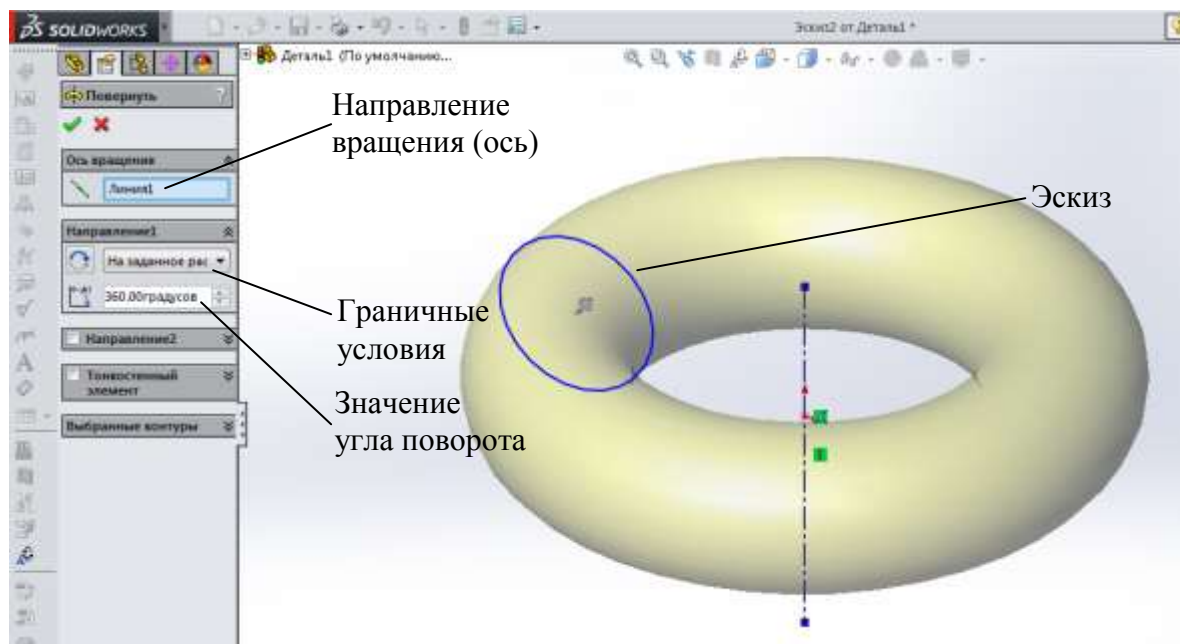 SOLIDWORKS
Эскиз2 от Деталь1 *
Деталь1 (По умолчанию...
Повернуть
?
Направление
вращения (ось)
Ось вращения
Линия1
Эскиз
Направление1
На заданное рас
360.00градусов
Граничные
условия
Направление2
Тонкостенный
элемент
Значение
угла поворота
Выбранные контуры